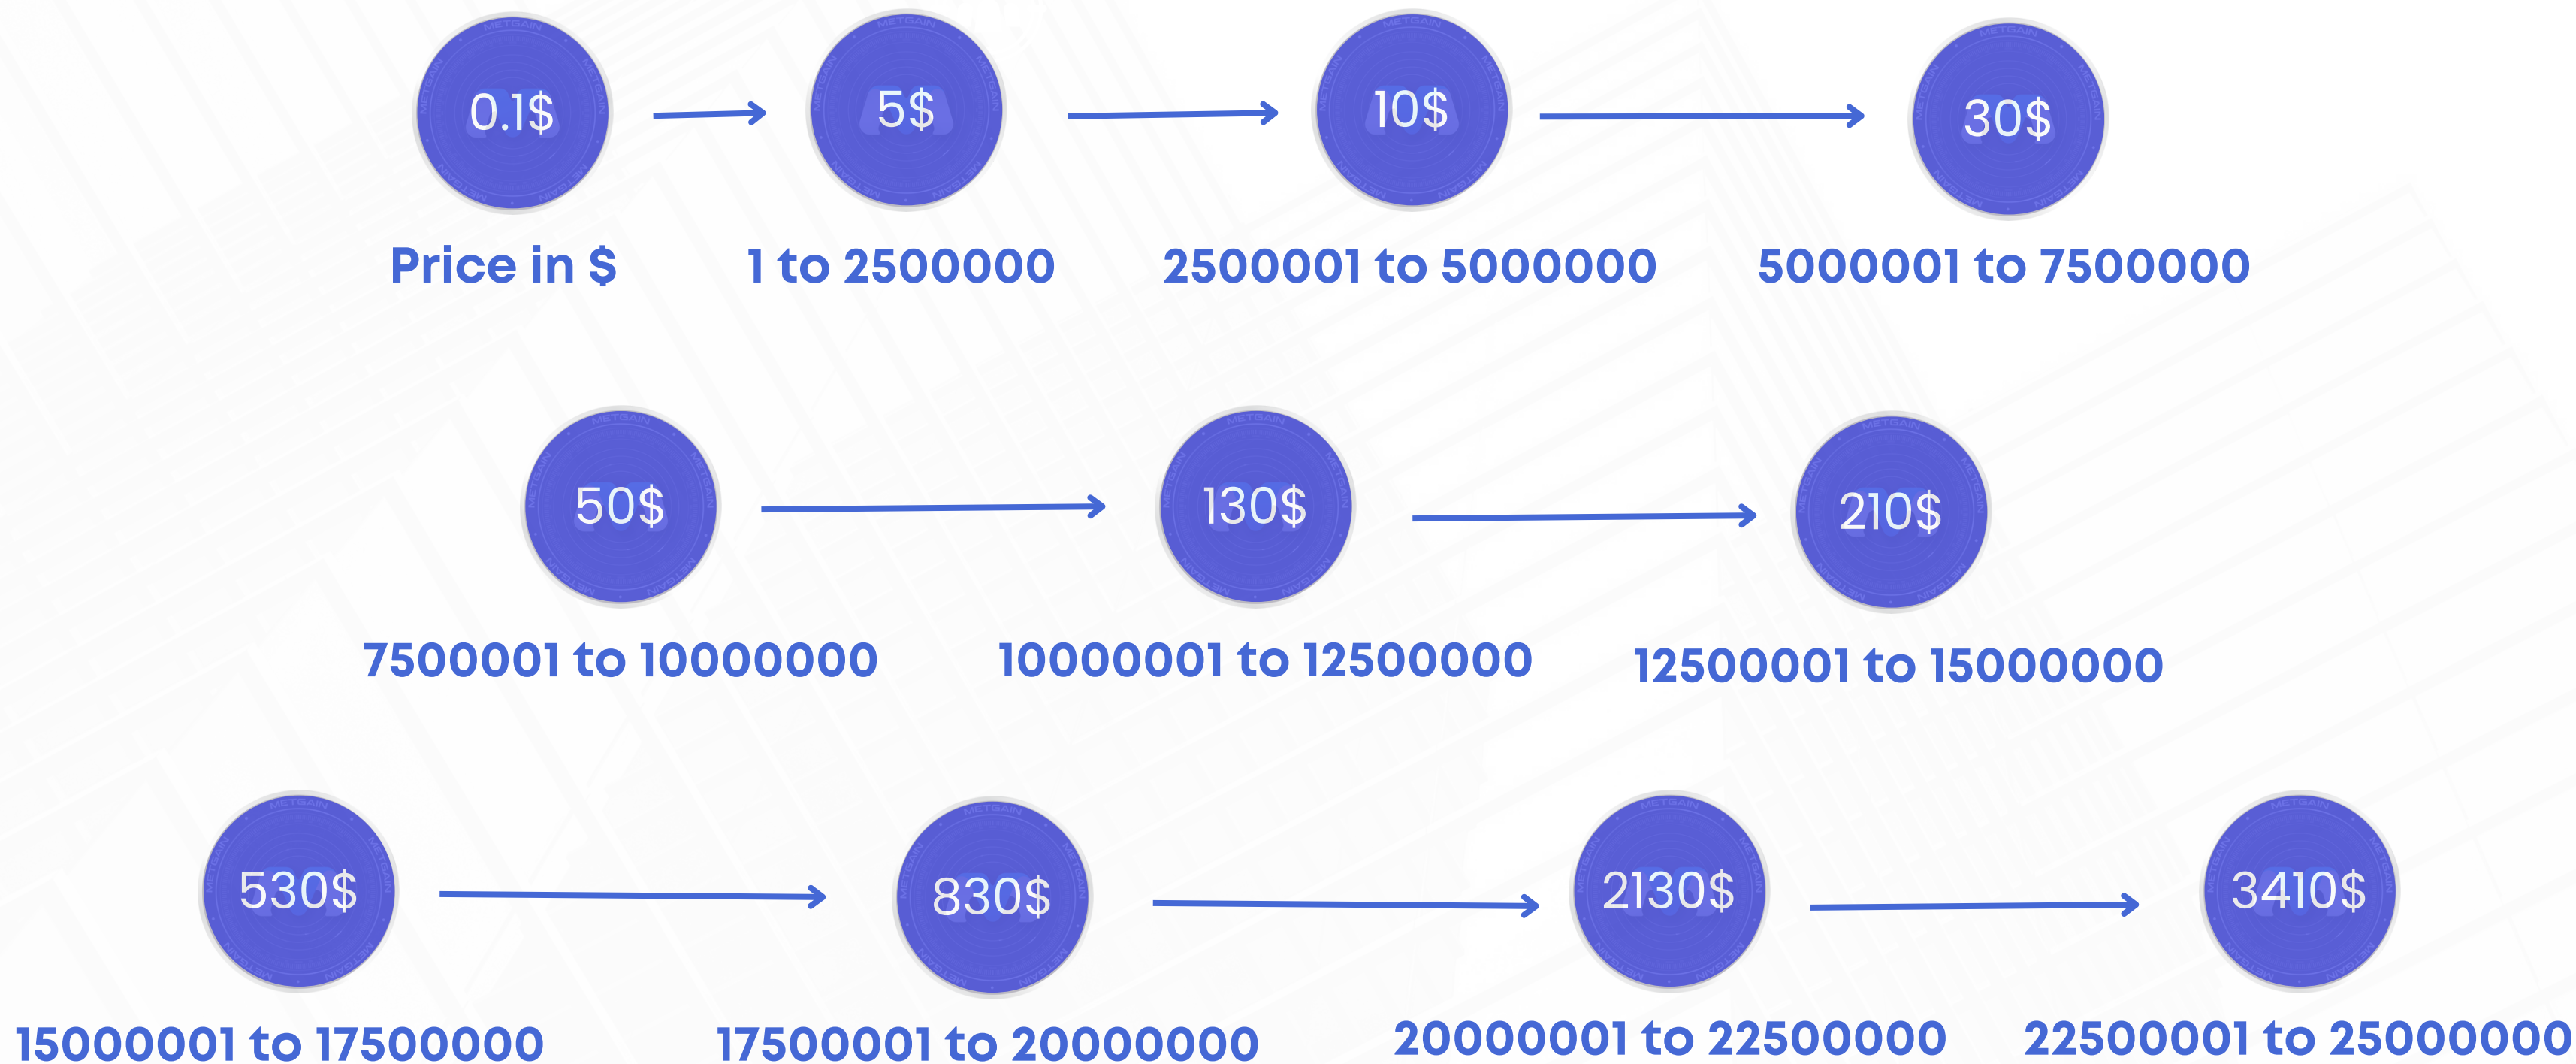 0.1$
5$
10$
30$
Price in $
1 to 2500000
2500001 to 5000000
5000001 to 7500000
50$
130$
210$
7500001 to 10000000
10000001 to 12500000
12500001 to 15000000
530$
830$
2130$
3410$
15000001 to 17500000
17500001 to 20000000
20000001 to 22500000
22500001 to 25000000